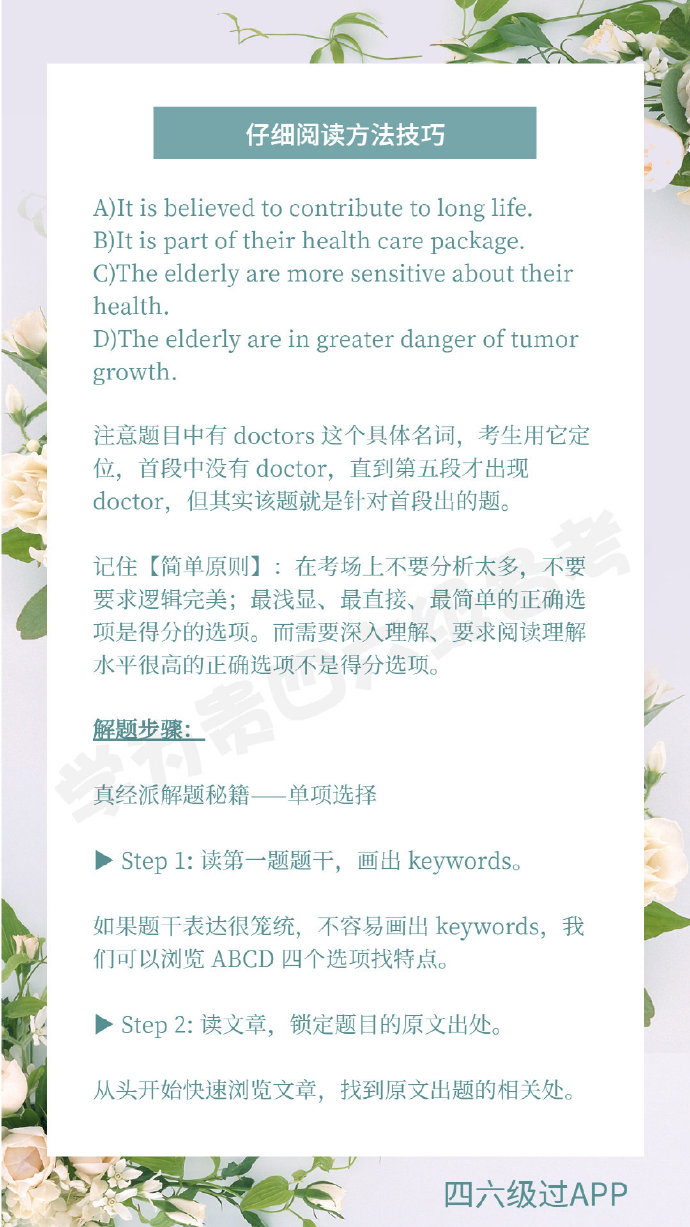 仔细阅读方法技巧
A)It is believed to contribute to long life.
B)It is part of their health care package.
C)The elderly are more sensitive about their
health.
D)The elderly are in greater danger of tumor
growth.
注意题目中有 doctors 这个具体名词，考生用它定
位，首段中没有 doctor，直到第五段才出现
doctor，但其实该题就是针对首段出的题。
记住【简单原则】：在考场上不要分析太多，不要
要求逻辑完美；最浅显、最直接、最简单的正确选
项是得分的选项。而需要深入理解、要求阅读理解
水平很高的正确选项不是得分选项。
解题步骤：
真经派解题秘籍——单项选择
▶ Step 1: 读第一题题干，画出 keywords。
如果题干表达很笼统，不容易画出 keywords，我
们可以浏览 ABCD 四个选项找特点。
▶ Step 2: 读文章，锁定题目的原文出处。
从头开始快速浏览文章，找到原文出题的相关处。
四六级过APP